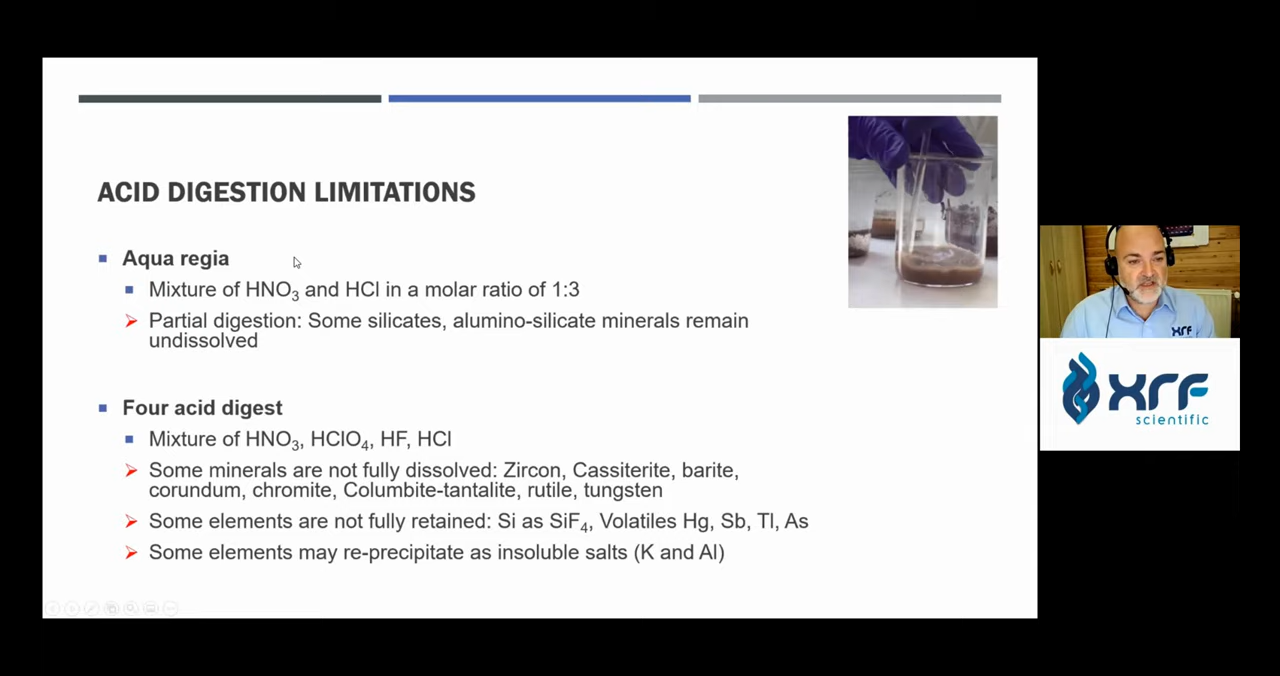 ACID DIGESTION LIMITATIONS
Aqua regia
Mixture of HNO₃ and HCl in a molar ratio of 1:3
Partial digestion: Some silicates, alumino-silicate minerals remain
undissolved
Four acid digest
Mixture of HNO₃, HClO₄, HF, HCl
Some minerals are not fully dissolved: Zircon, Cassiterite, barite,
corundum, chromite, Columbite-tantalite, rutile, tungsten
Some elements are not fully retained: Si as SiF₄, Volatiles Hg, Sb, Tl, As
Some elements may re-precipitate as insoluble salts (K and Al)
xrf
xrf
scientific